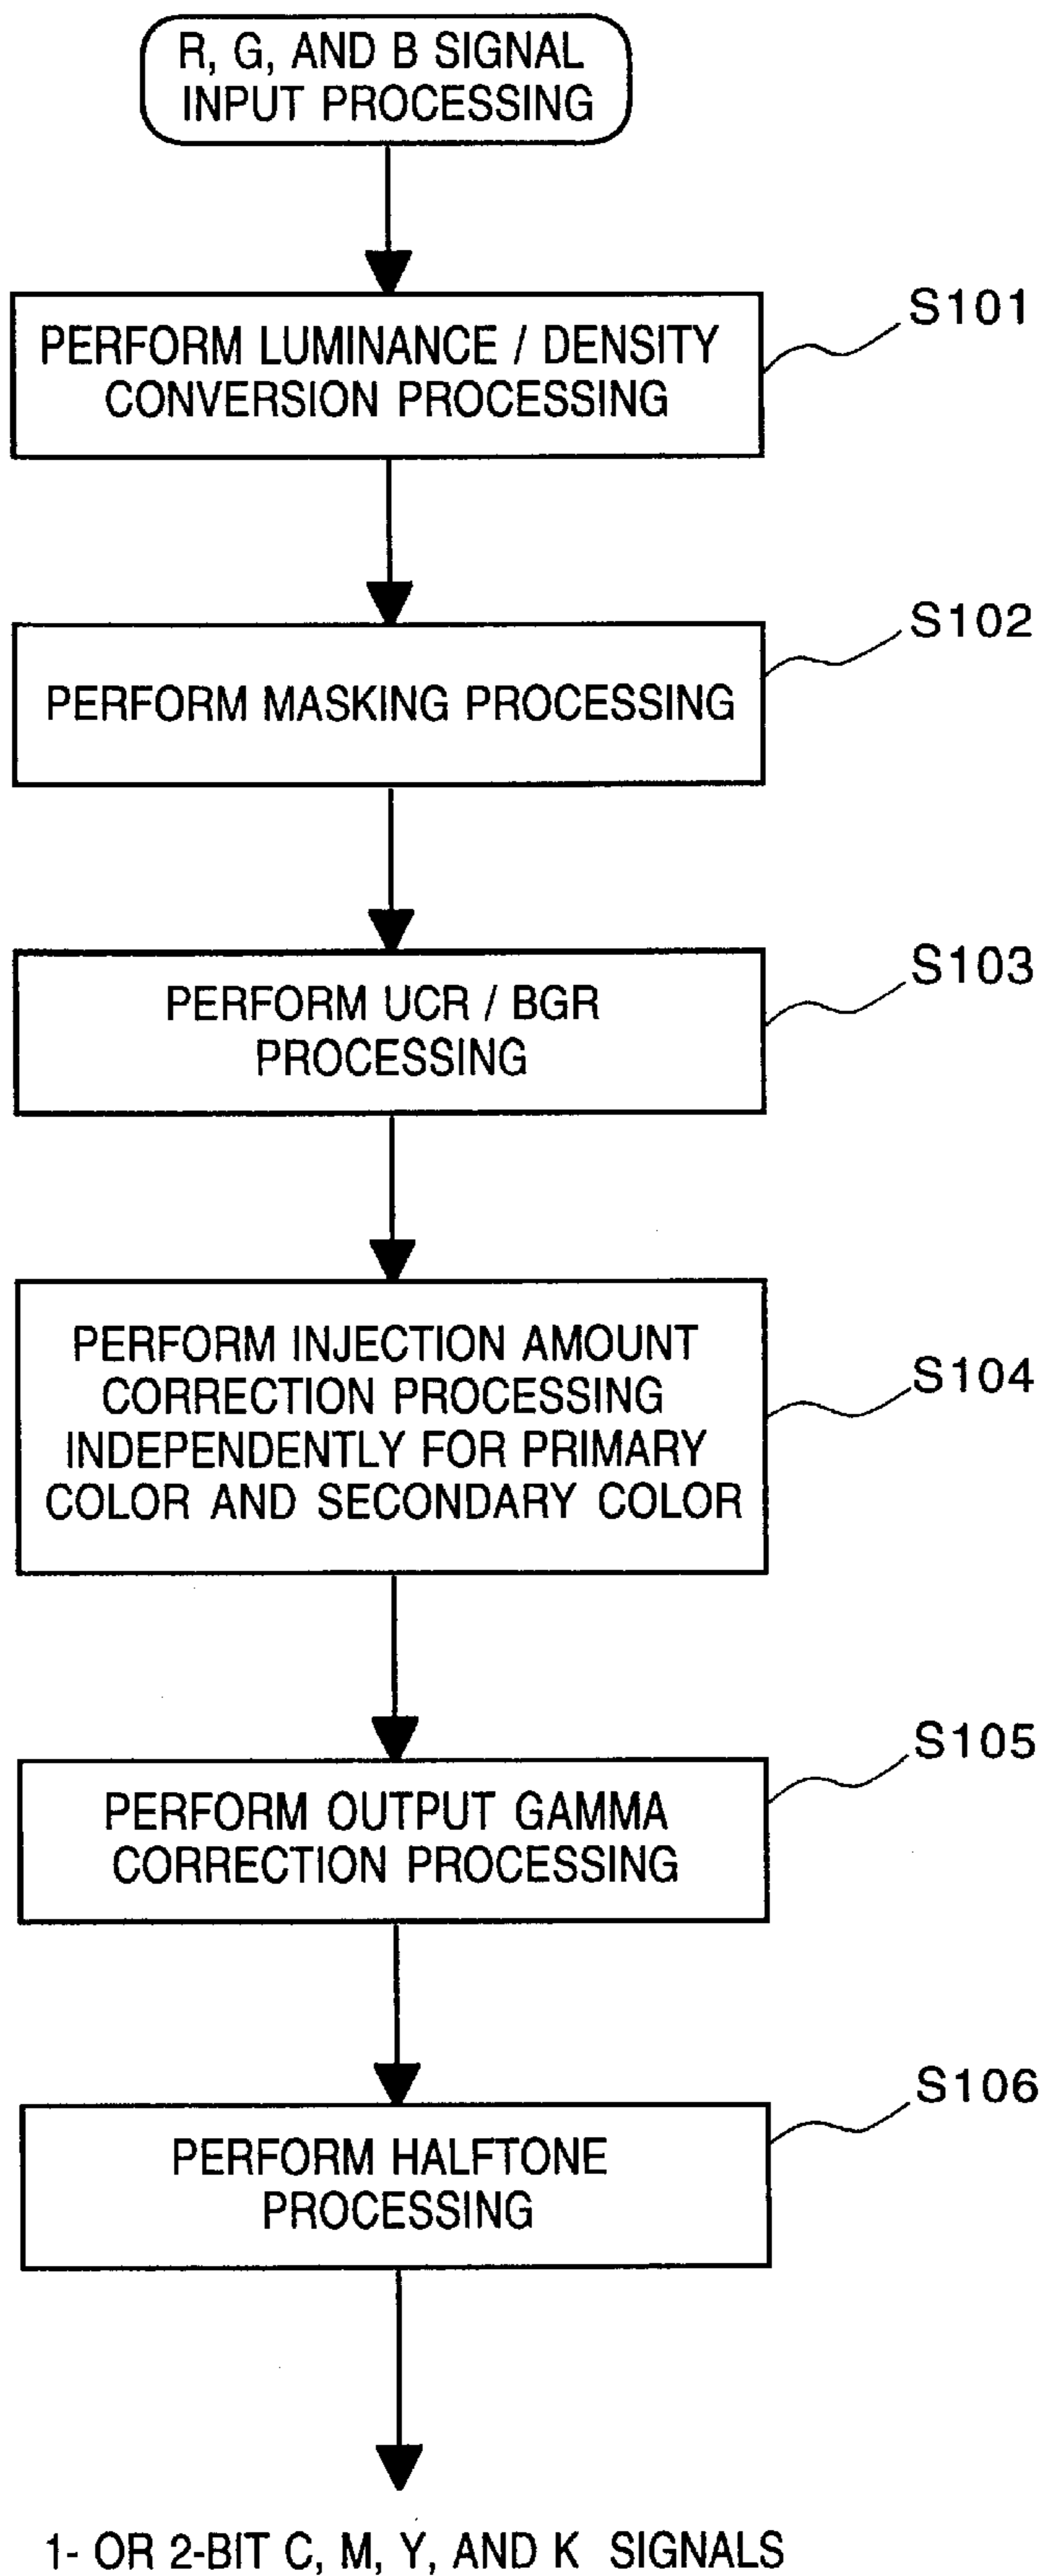 R, G, AND B SIGNAL
INPUT PROCESSING
S101
PERFORM LUMINANCE / DENSITY
CONVERSION PROCESSING
S102
PERFORM MASKING PROCESSING
S103
PERFORM UCR / BGR
PROCESSING
PERFORM INJECTION AMOUNT
S104
CORRECTION PROCESSING
INDEPENDENTLY FOR PRIMARY
COLOR AND SECONDARY COLOR
S105
PERFORM OUTPUT GAMMA
CORRECTION PROCESSING
S106
PERFORM HALFTONE
PROCESSING
1- OR 2-BIT C, M, Y, AND K SIGNALS